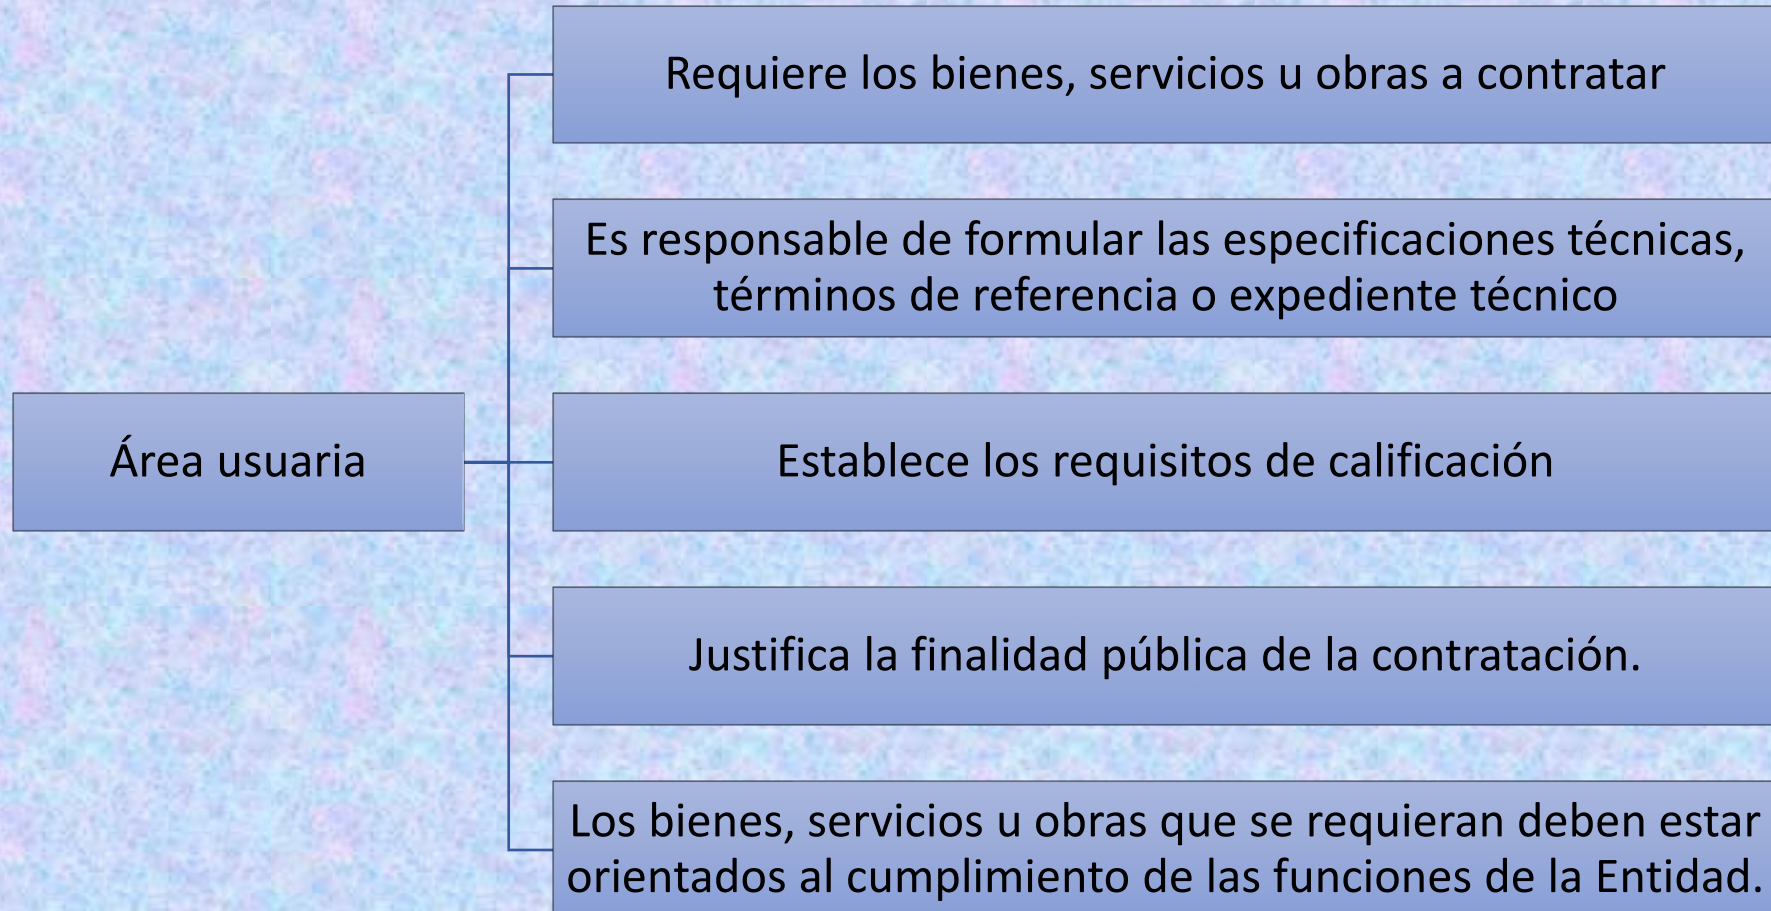 Requiere los bienes, servicios u obras a contratar
Es responsable de formular las especificaciones técnicas,
términos de referencia o expediente técnico
Área usuaria
Establece los requisitos de calificación
Justifica la finalidad pública de la contratación.
Los bienes, servicios u obras que se requieran deben estar
orientados al cumplimiento de las funciones de la Entidad.